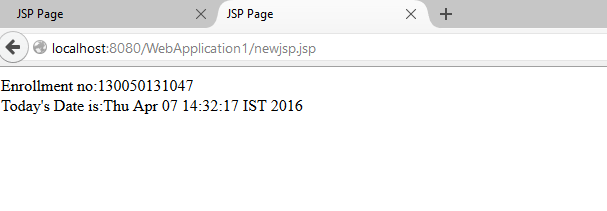 JSP Page
JSP Page
localhost:8080/WebApplication1/newjsp.jsp
Enrollment no:130050131047
Today's Date is:Thu Apr 07 14:32:17 IST 2016